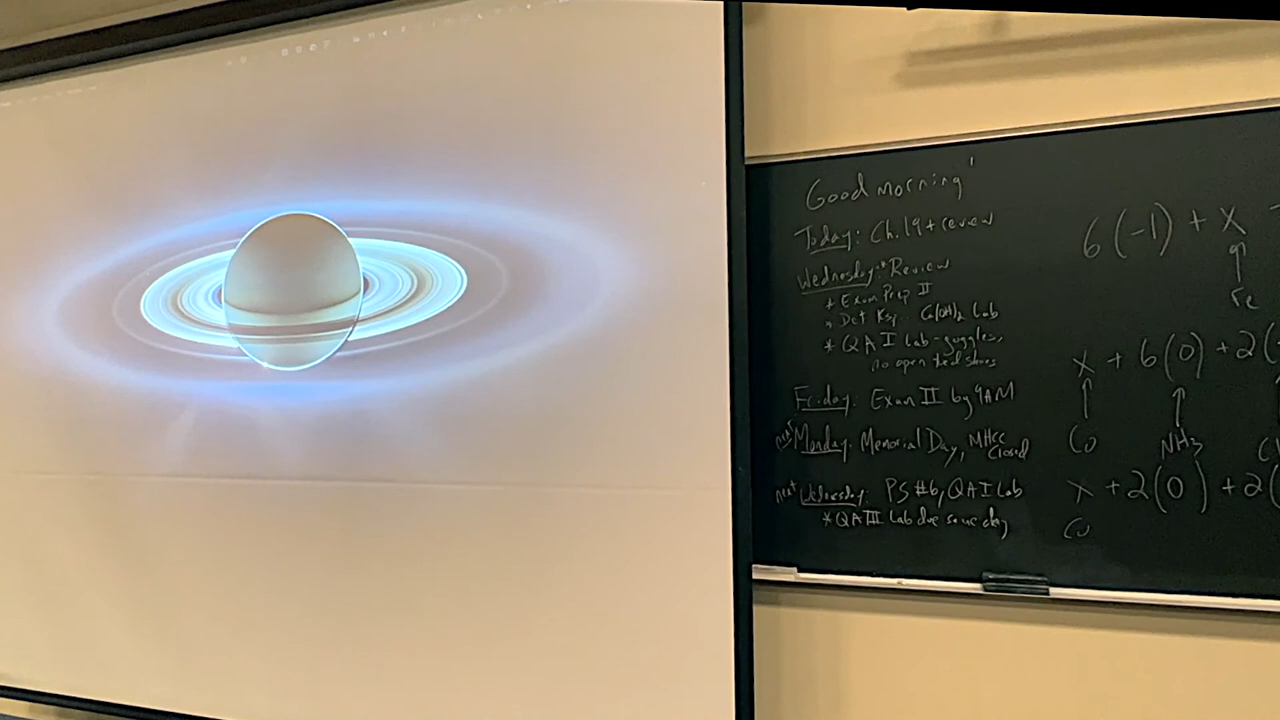 Good morning!
Today: Ch. 19 + review
Wednesday: * Review
* Exam Prep II
* Det Ksp Ca(OH)2 Lab
* QA I Lab - goggles,
no open toed shoes
Friday: Exam II by 9AM
next Monday: Memorial Day, MHCC
Closed
next Wednesday: PS #6, QA I Lab
* QA III Lab due same day
6(-1) + x
↑
Fe
x + 6(0) + 2(
↑ ↑
Co NH3
x + 2(0) + 2(
Cu